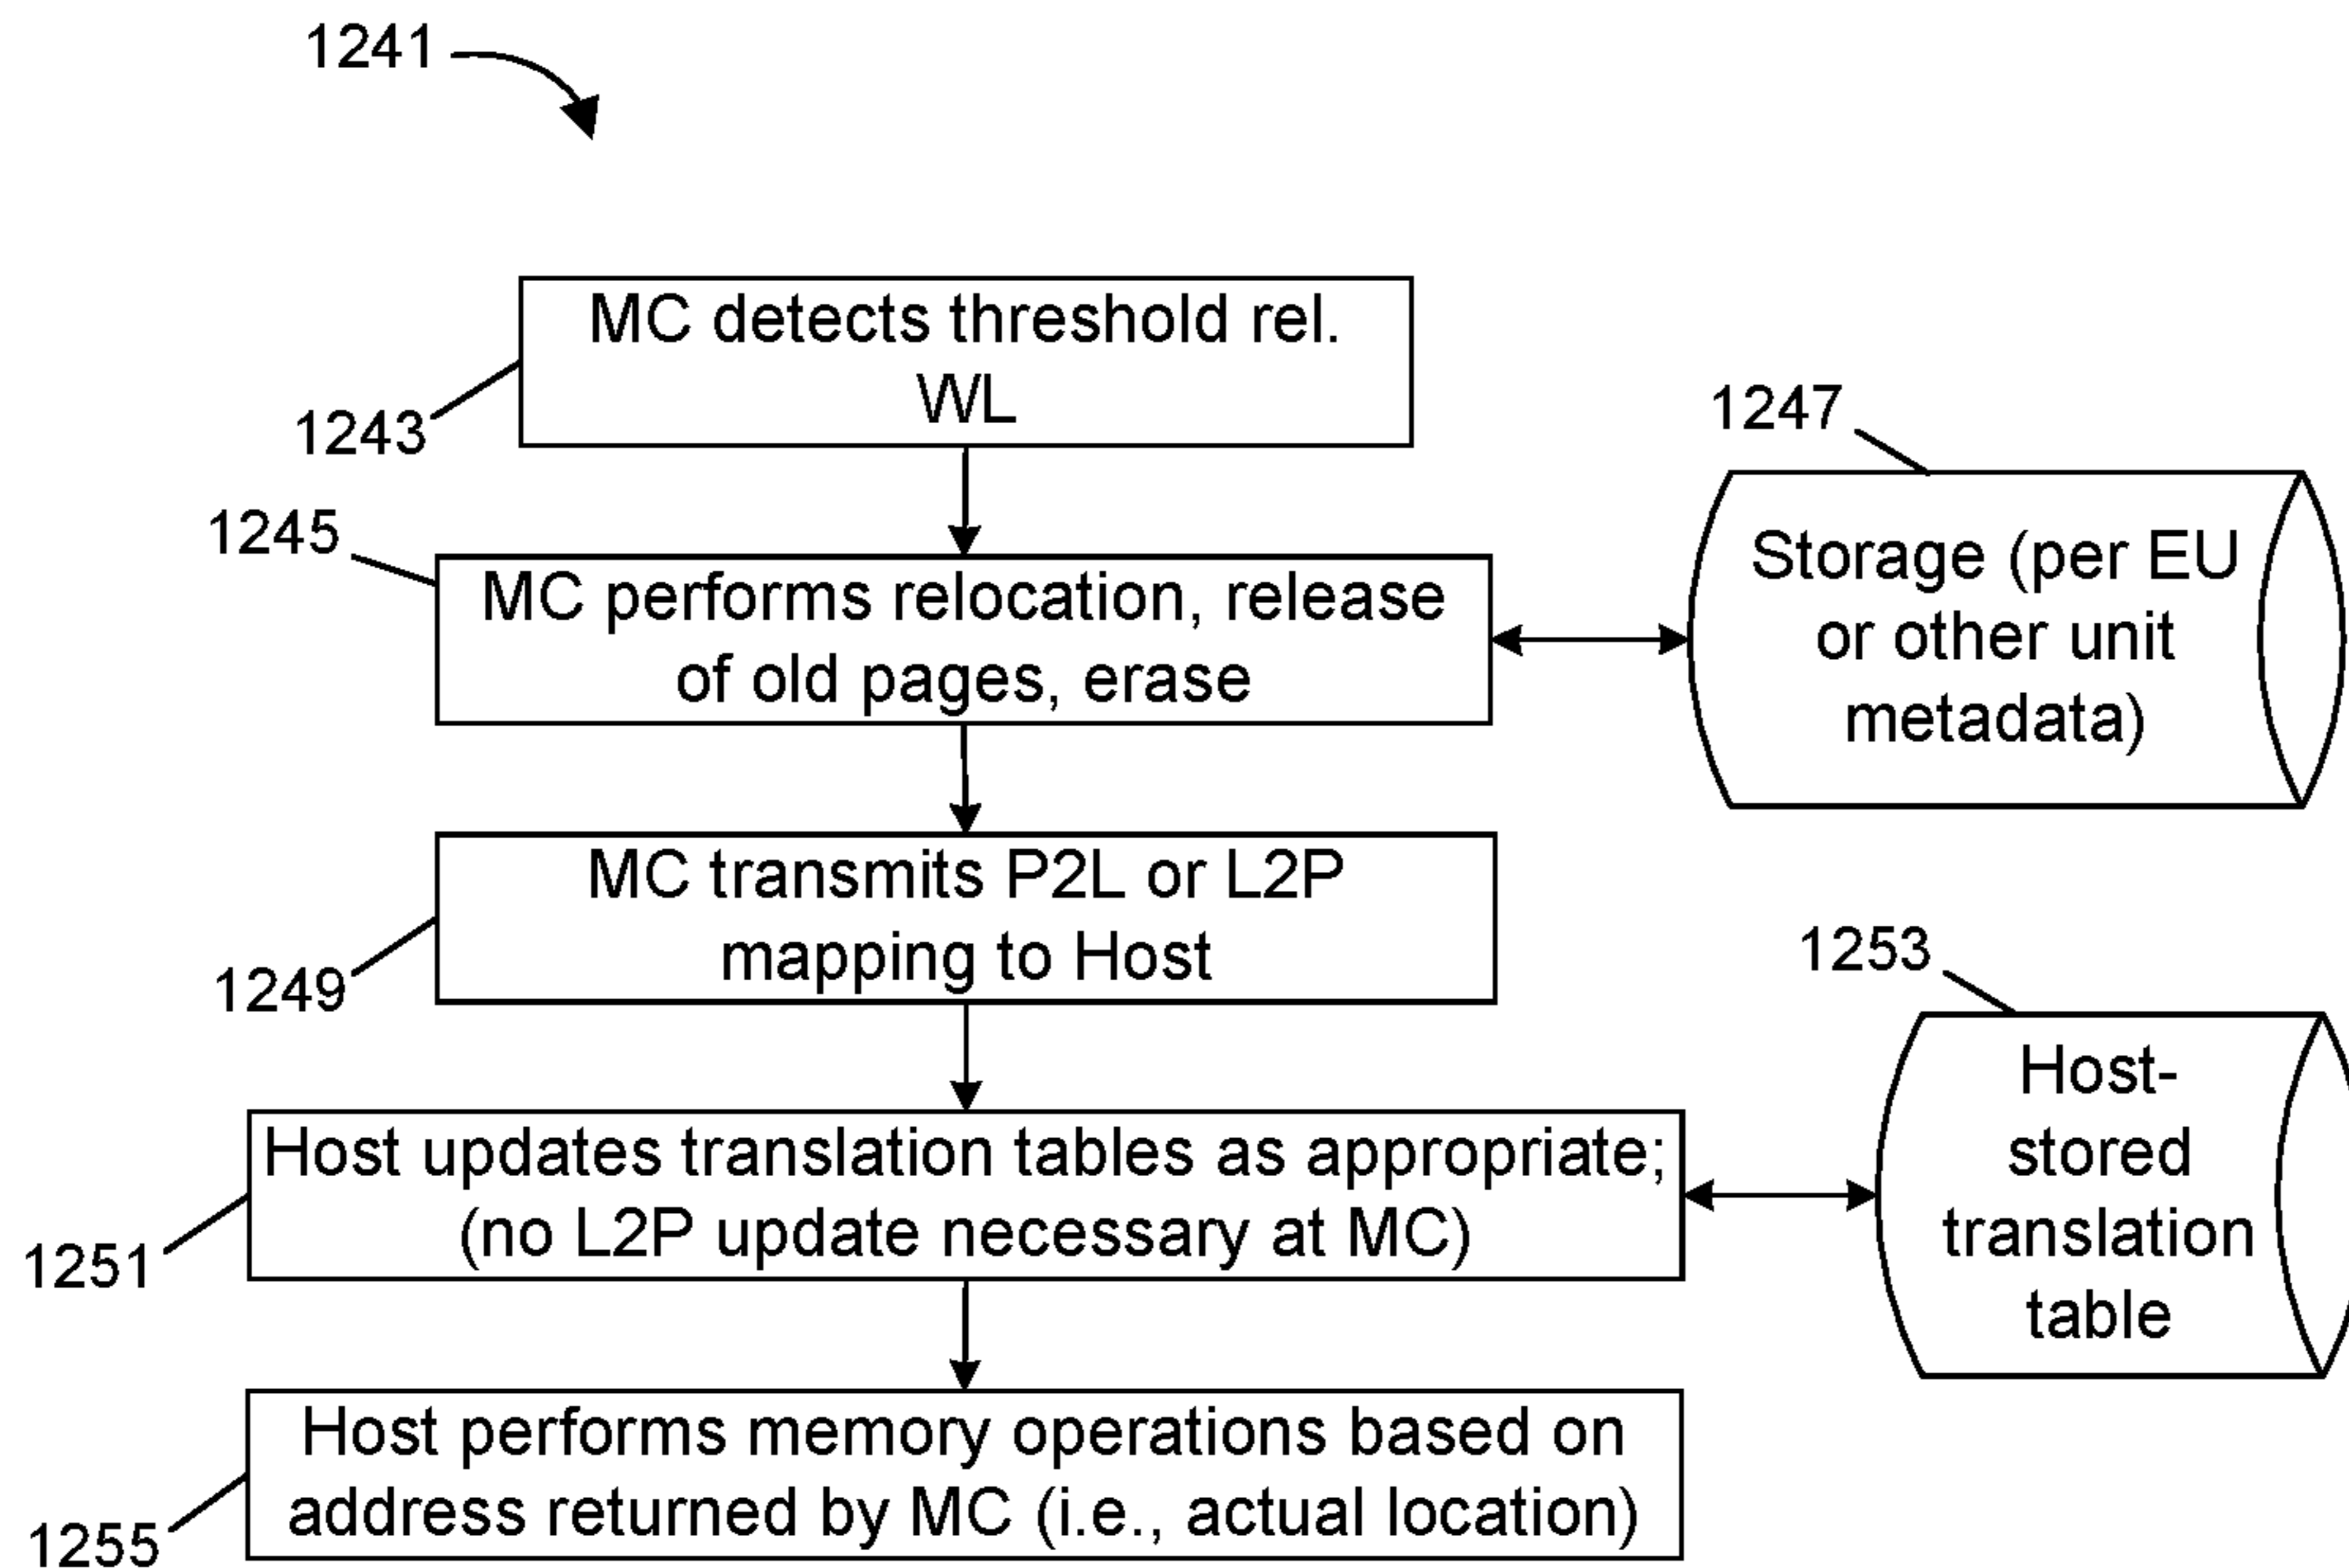 1241
MC detects threshold rel.
WL
1243
1247
1245
MC performs relocation, release
of old pages, erase
Storage (per EU
or other unit
metadata)
MC transmits P2L or L2P
mapping to Host
1249
1253
Host updates translation tables as appropriate;
(no L2P update necessary at MC)
1251
Host-
stored
translation
table
Host performs memory operations based on
address returned by MC (i.e., actual location)
1255